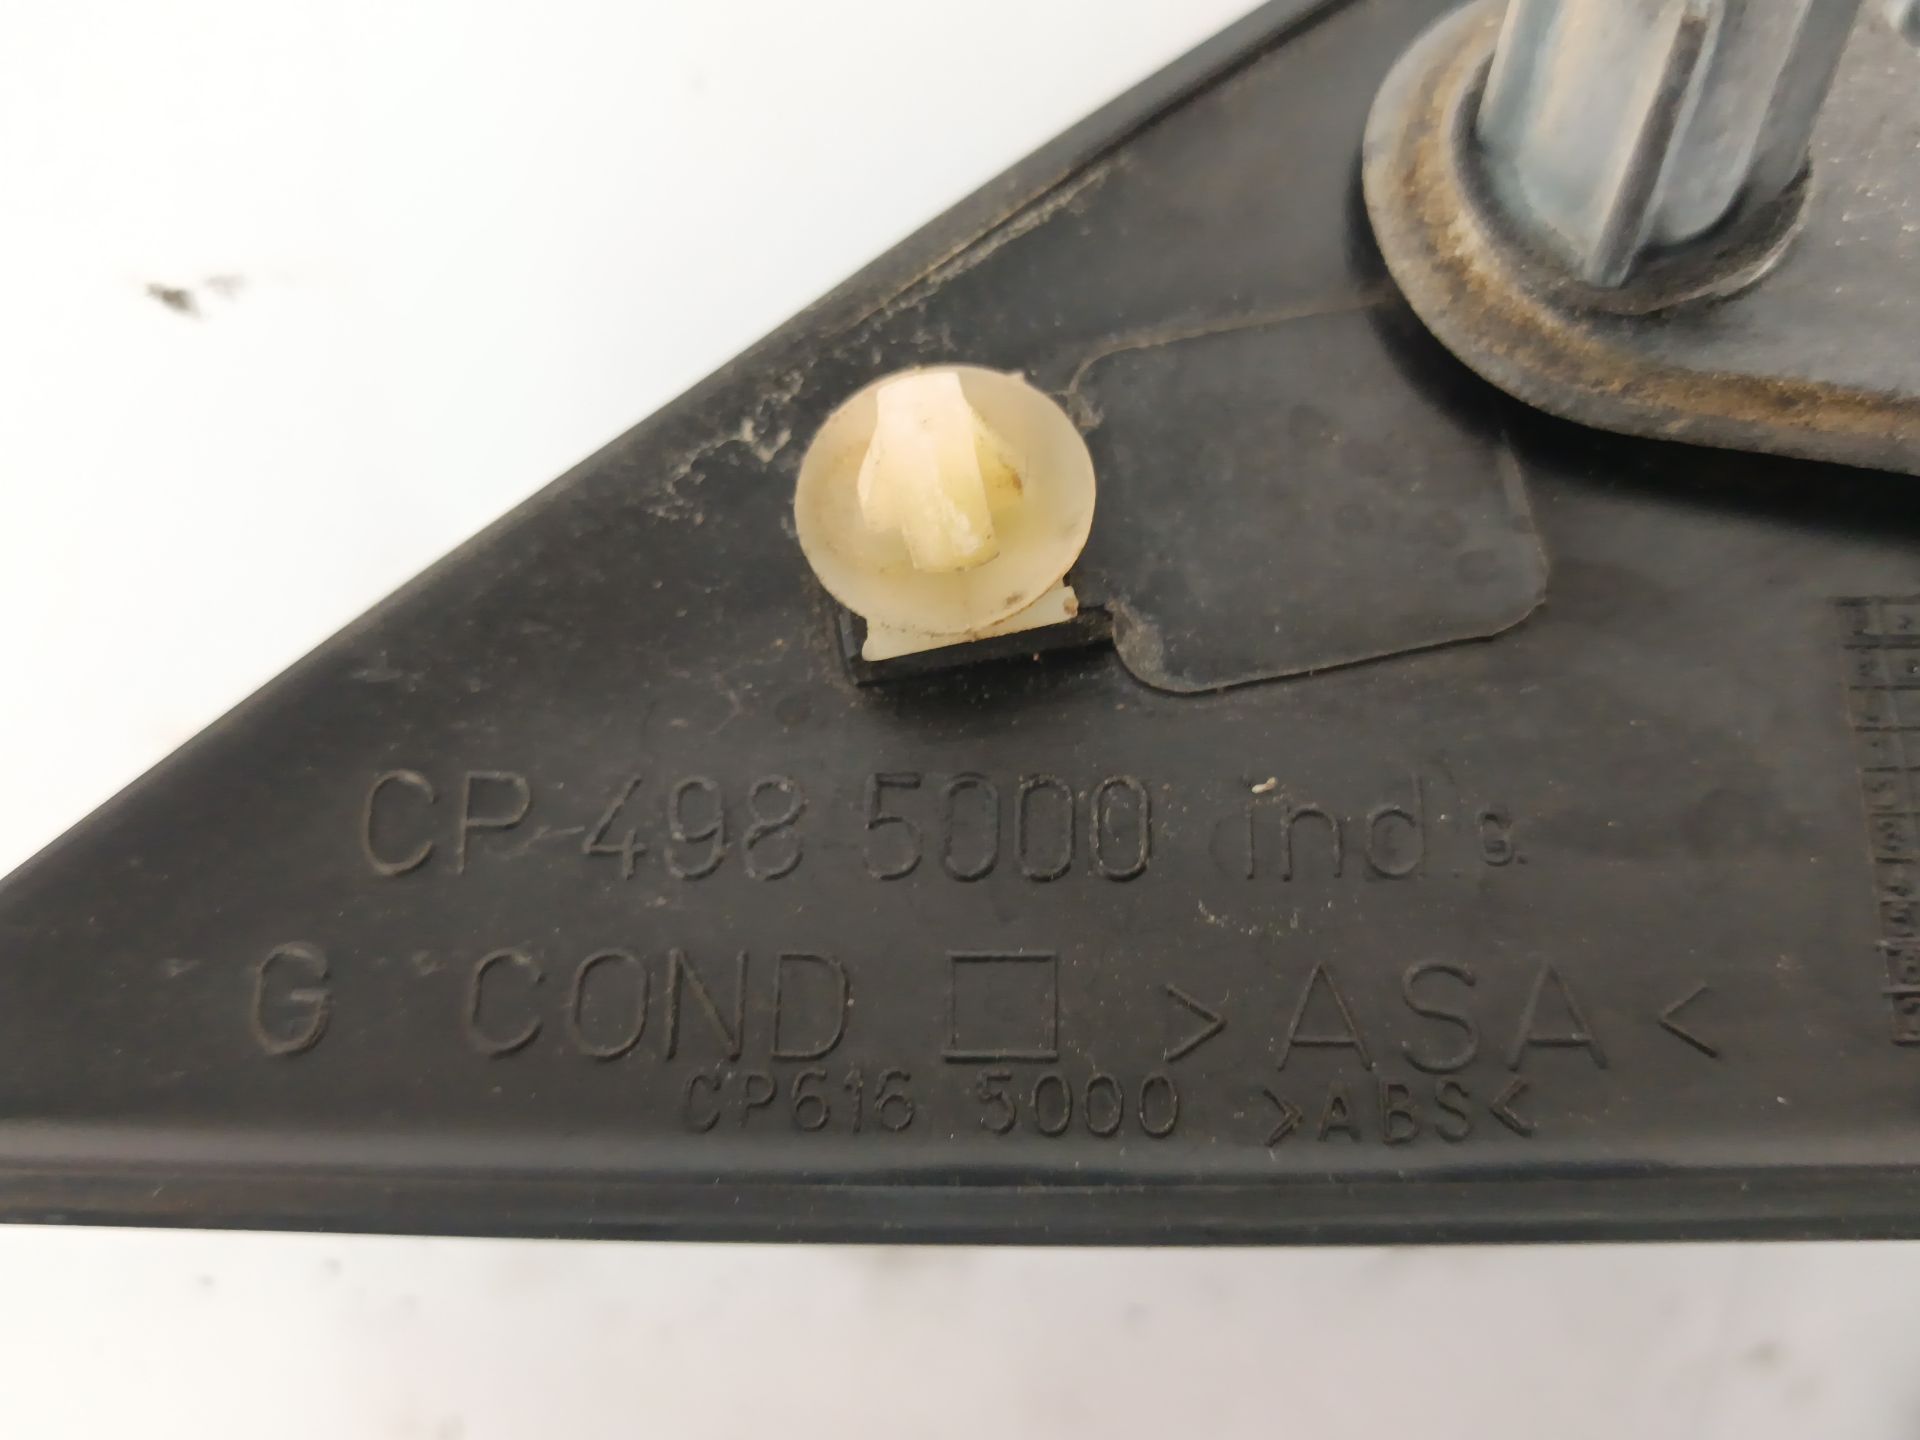 CP 498 5000 ind
G COND □ >ASA<
CP616 5000 >ABS<